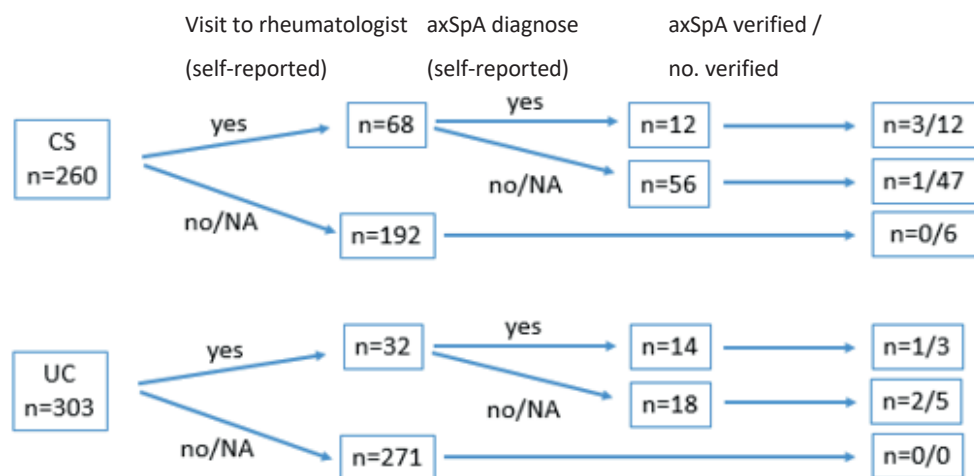 Visit to rheumatologist axSpA diagnose axSpA verified /
(self-reported) (self-reported) no. verified
yes
n=68
yes
n=12
n=3/12
CS
n=260
no/NA
n=56
n=1/47
no/NA
n=192
n=0/6
yes
n=32
yes
n=14
n=1/3
UC
n=303
no/NA
n=18
n=2/5
no/NA
n=271
n=0/0